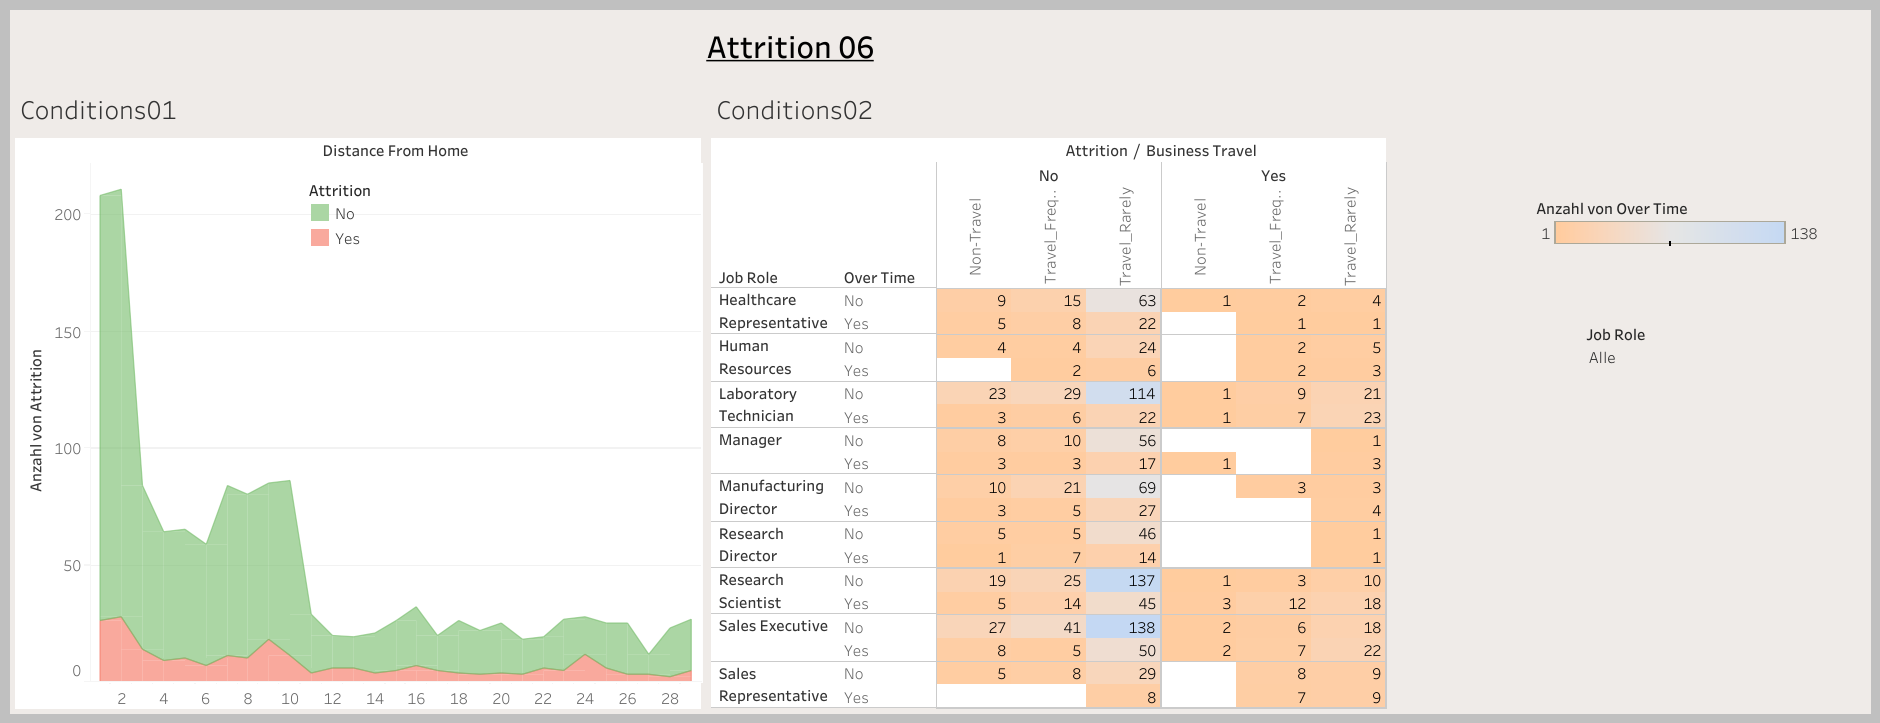 Attrition 06
Conditions01
Distance From Home
Attrition
No
Yes
Anzahl von Attrition
200
150
100
50
0
2 4 6 8 10 12 14 16 18 20 22 24 26 28
Conditions02
Attrition / Business Travel
No Yes
Job Role Over Time Non-Travel Travel_Freq.. Travel_Rarely Non-Travel Travel_Freq.. Travel_Rarely
Healthcare No 9 15 63 1 2 4
Representative Yes 5 8 22 1 1
Human No 4 4 24 2 5
Resources Yes 2 6 2 3
Laboratory No 23 29 114 1 9 21
Technician Yes 3 6 22 1 7 23
Manager No 8 10 56 1
Yes 3 3 17 1 3
Manufacturing No 10 21 69 3 3
Director Yes 3 5 27 4
Research No 5 5 46 1
Director Yes 1 7 14 1
Research No 19 25 137 1 3 10
Scientist Yes 5 14 45 3 12 18
Sales Executive No 27 41 138 2 6 18
Yes 8 5 50 2 7 22
Sales No 5 8 29 8 9
Representative Yes 8 7 9
Anzahl von Over Time
1 138
Job Role
Alle